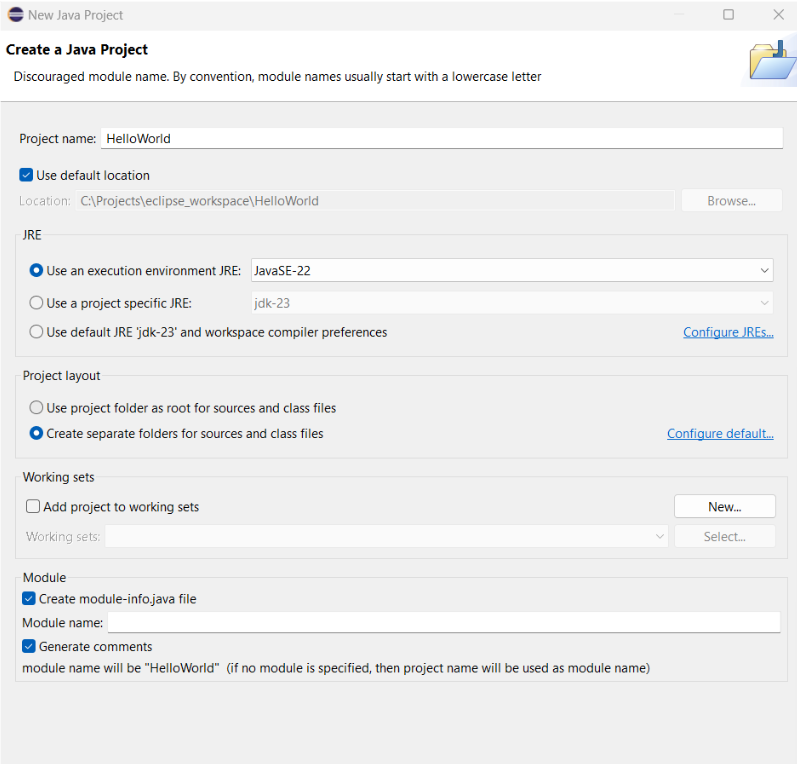 New Java Project
Create a Java Project
Discouraged module name. By convention, module names usually start with a lowercase letter
Project name: HelloWorld
Use default location
Location: C:\Projects\eclipse_workspace\HelloWorld Browse...
JRE
Use an execution environment JRE: JavaSE-22
Use a project specific JRE: jdk-23
Use default JRE 'jdk-23' and workspace compiler preferences Configure JREs...
Project layout
Use project folder as root for sources and class files
Create separate folders for sources and class files Configure default...
Working sets
Add project to working sets New...
Working sets: Select...
Module
Create module-info.java file
Module name:
Generate comments
module name will be "HelloWorld"  (if no module is specified, then project name will be used as module name)